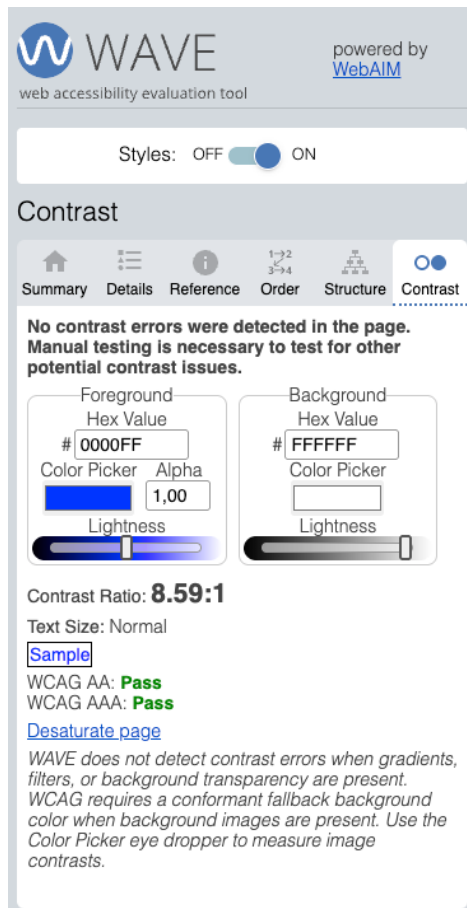 WAVE
web accessibility evaluation tool
powered by
WebAIM
Styles: OFF ON
Contrast
1→2
3→4
Summary Details Reference Order Structure Contrast
No contrast errors were detected in the page.
Manual testing is necessary to test for other
potential contrast issues.
Foreground
Hex Value
# 0000FF
Color Picker Alpha
1,00
Lightness
Background
Hex Value
# FFFFFF
Color Picker
Lightness
Contrast Ratio: 8.59:1
Text Size: Normal
Sample
WCAG AA: Pass
WCAG AAA: Pass
Desaturate page
WAVE does not detect contrast errors when gradients,
filters, or background transparency are present.
WCAG requires a conformant fallback background
color when background images are present. Use the
Color Picker eye dropper to measure image
contrasts.